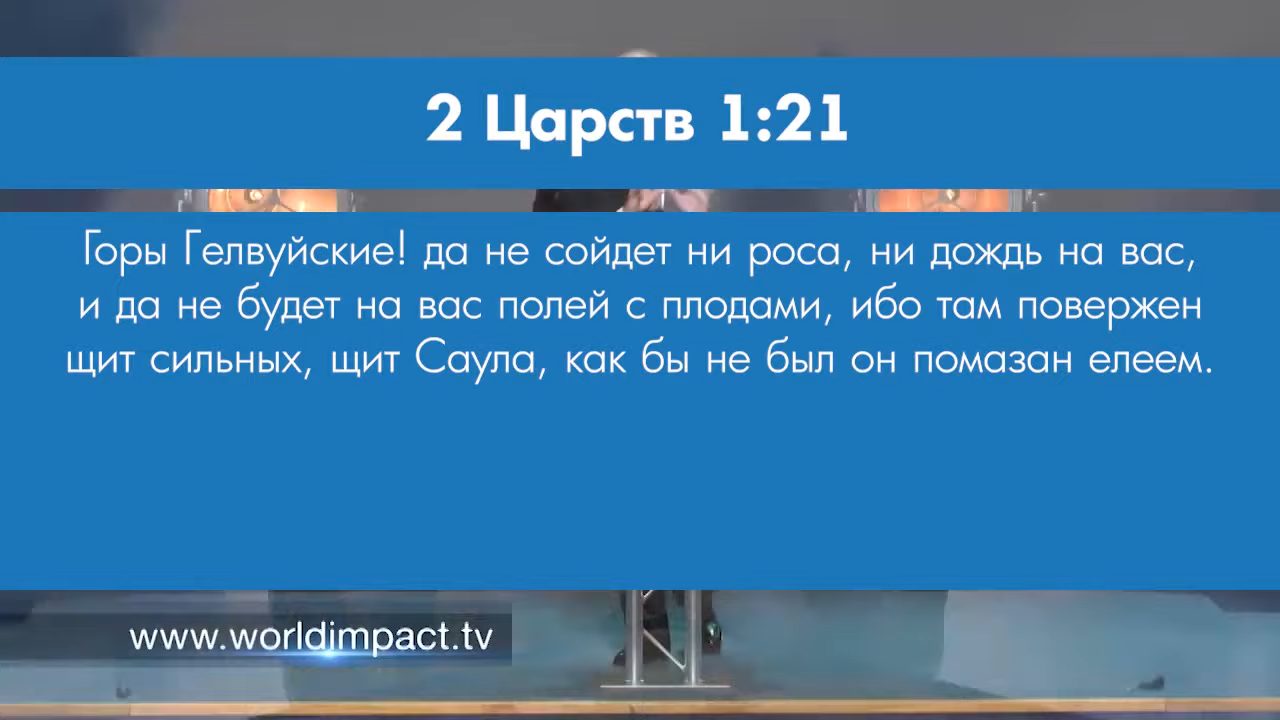 2 Царств 1:21
Горы Гелвуйские! да не сойдет ни роса, ни дождь на вас,
и да не будет на вас полей с плодами, ибо там повержен
щит сильных, щит Саула, как бы не был он помазан елеем.
www.worldimpact.tv